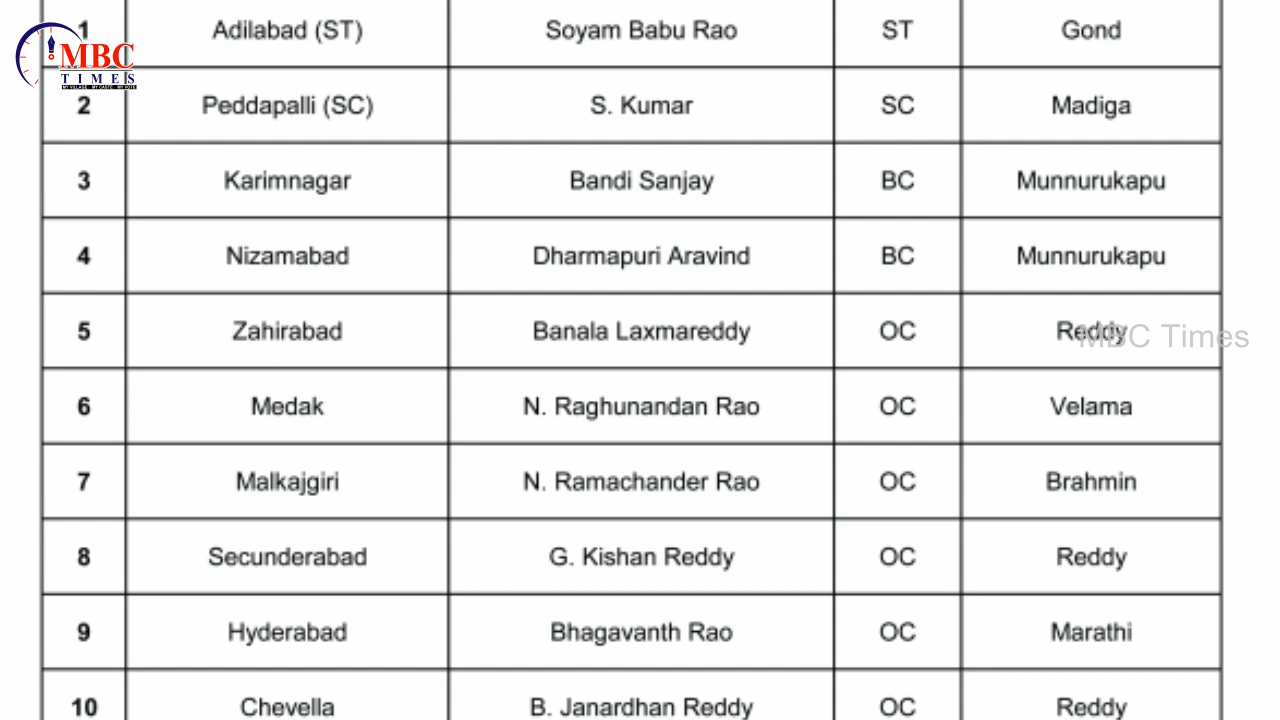 MBC
TIMES
1 Adilabad (ST) Soyam Babu Rao ST Gond
2 Peddapalli (SC) S. Kumar SC Madiga
3 Karimnagar Bandi Sanjay BC Munnurukapu
4 Nizamabad Dharmapuri Aravind BC Munnurukapu
5 Zahirabad Banala Laxmareddy OC Reddy
MBC Times
6 Medak N. Raghunandan Rao OC Velama
7 Malkajgiri N. Ramachander Rao OC Brahmin
8 Secunderabad G. Kishan Reddy OC Reddy
9 Hyderabad Bhagavanth Rao OC Marathi
10 Chevella B. Janardhan Reddy OC Reddy